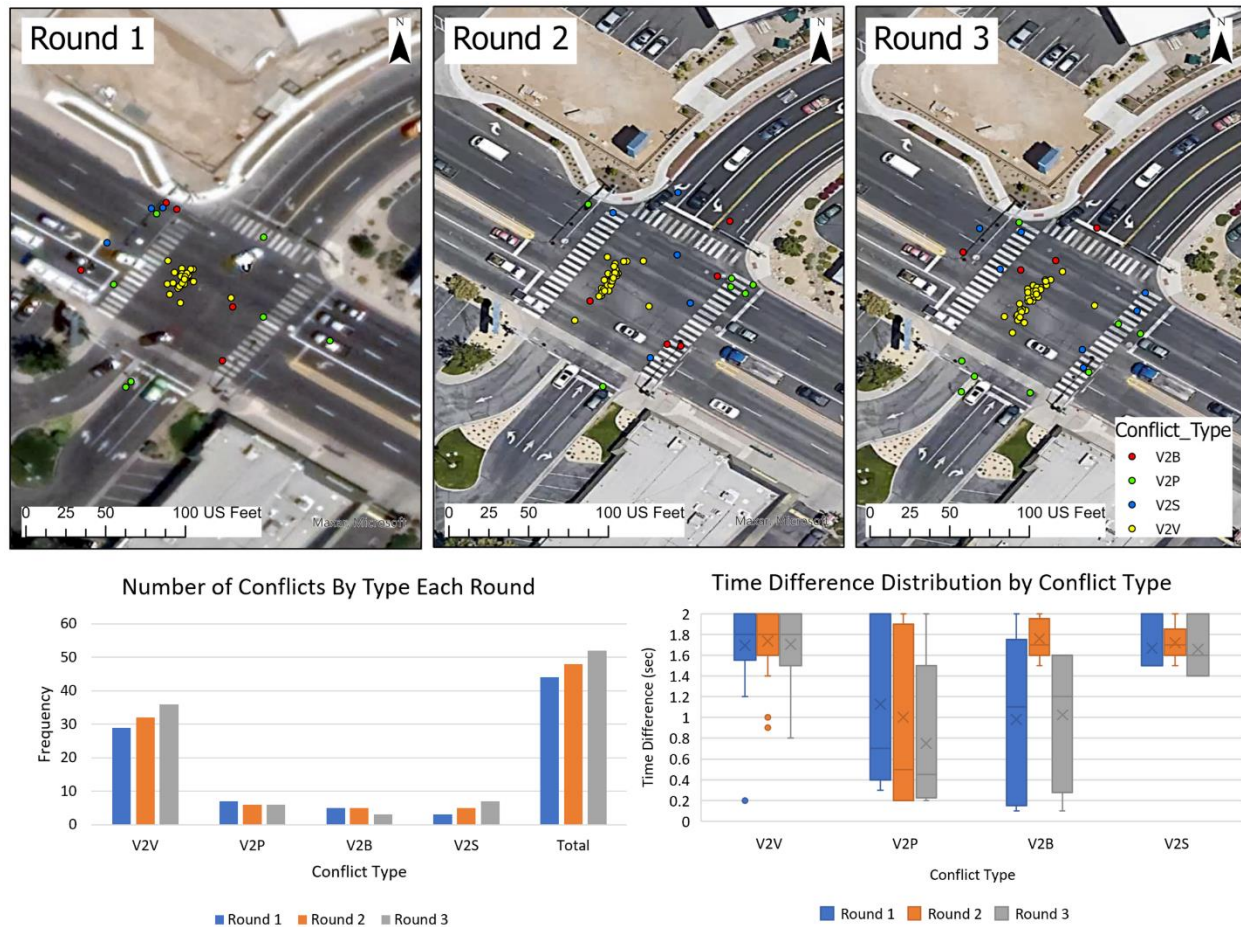 Round 1
N
Round 2
N
Round 3
N
Conflict_Type
V2B
V2P
V2S
V2V
0 25 50 100 US Feet
Maxar, Microsoft
0 25 50 100 US Feet
Maxar, Microsoft
0 25 50 100 US Feet
Number of Conflicts By Type Each Round
Frequency
60
50
40
30
20
10
0
V2V V2P V2B V2S Total
Conflict Type
Round 1 Round 2 Round 3
Time Difference Distribution by Conflict Type
Time Difference (sec)
2
1.8
1.6
1.4
1.2
1
0.8
0.6
0.4
0.2
0
V2V V2P V2B V2S
Conflict Type
Round 1 Round 2 Round 3